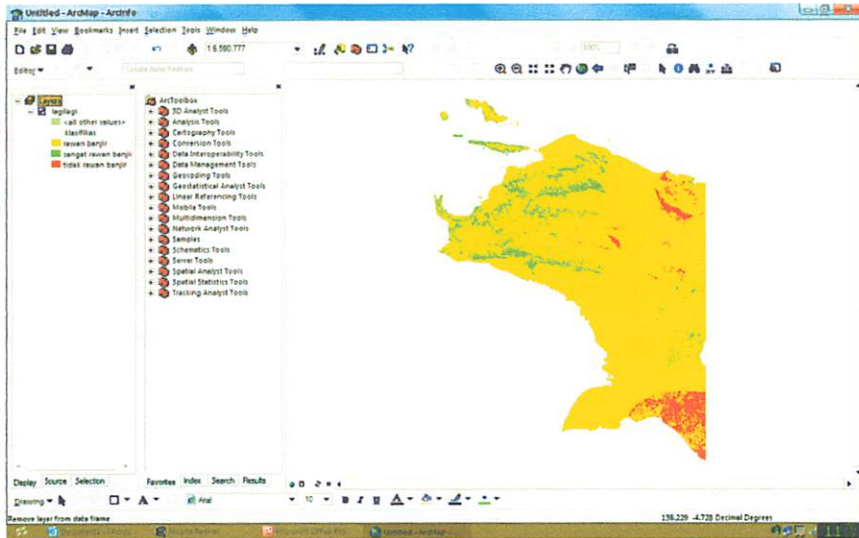 Untitled - ArcMap - ArcInfo
File Edit View Bookmarks Insert Selection Tools Window Help
1:6.580.777
100%
Editor
Create New Feature
Layers
lagilagi
<all other values>
klasifikas
rawan banjir
sangat rawan banjir
tidak rawan banjir
ArcToolbox
3D Analyst Tools
Analysis Tools
Cartography Tools
Conversion Tools
Data Interoperability Tools
Data Management Tools
Geocoding Tools
Geostatistical Analyst Tools
Linear Referencing Tools
Mobile Tools
Multidimension Tools
Network Analyst Tools
Samples
Schematics Tools
Server Tools
Spatial Analyst Tools
Spatial Statistics Tools
Tracking Analyst Tools
Display Source Selection
Favorites Index Search Results
Drawing
A Arial 10 B I U A
Remove layer from data frame
136.229 -4.728 Decimal Degrees
Untitled - ArcMap -